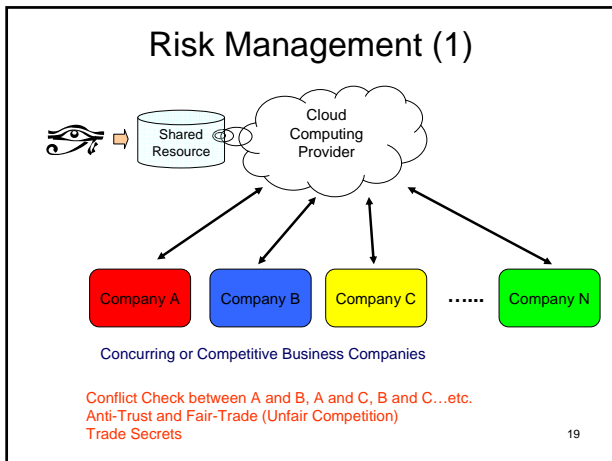 Risk Management (1)
Shared
Resource
Cloud
Computing
Provider
Company A
Company B
Company C
…...
Company N
Concurring or Competitive Business Companies
Conflict Check between A and B, A and C, B and C…etc.
Anti-Trust and Fair-Trade (Unfair Competition)
Trade Secrets
19